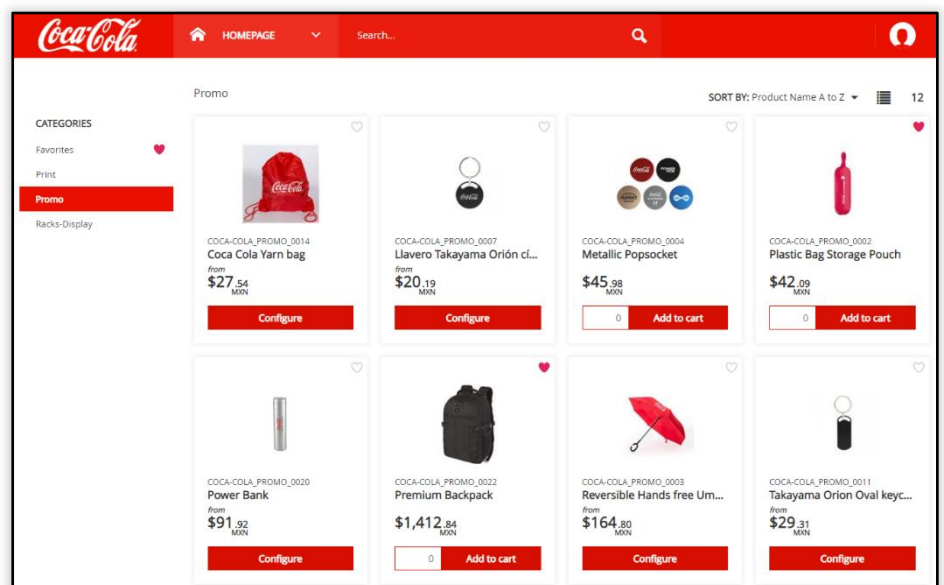 Coca-Cola
HOMEPAGE
Search...
Promo
SORT BY: Product Name A to Z
12
CATEGORIES
Favorites
Print
Promo
Racks-Display
Coca-Cola
COCA-COLA_PROMO_0014
Coca Cola Yarn bag
from
$27.54
MXN
Configure
Coca-Cola
COCA-COLA_PROMO_0007
Llavero Takayama Orión cí...
from
$20.19
MXN
Configure
COCA-COLA_PROMO_0004
Metallic Popsocket
$45.98
MXN
0
Add to cart
COCA-COLA_PROMO_0002
Plastic Bag Storage Pouch
$42.09
MXN
0
Add to cart
COCA-COLA_PROMO_0020
Power Bank
from
$91.92
MXN
Configure
COCA-COLA_PROMO_0022
Premium Backpack
$1,412.84
MXN
0
Add to cart
COCA-COLA_PROMO_0003
Reversible Hands free Um...
from
$164.80
MXN
Configure
COCA-COLA_PROMO_0011
Takayama Orion Oval keyc...
from
$29.31
MXN
Configure